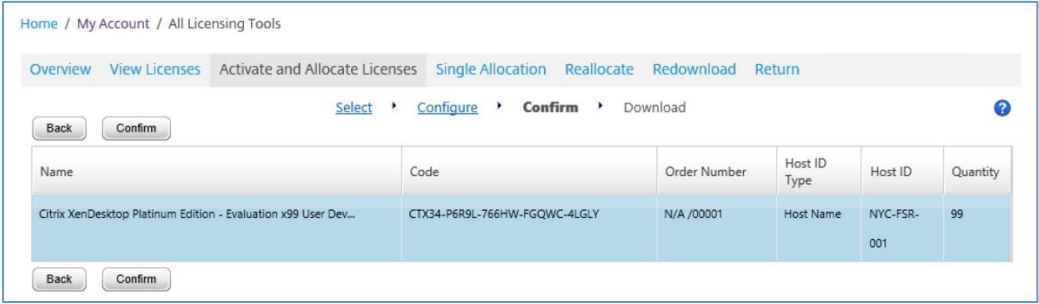 Home / My Account / All Licensing Tools
Overview View Licenses Activate and Allocate Licenses Single Allocation Reallocate Redownload Return
Select Configure Confirm Download
Back Confirm
Name Code Order Number Host ID Type Host ID Quantity
Citrix XenDesktop Platinum Edition - Evaluation x99 User Dev... CTX34-P6R9L-766HW-FGQWC-4LGLY N/A /00001 Host Name NYC-FSR-001 99
Back Confirm